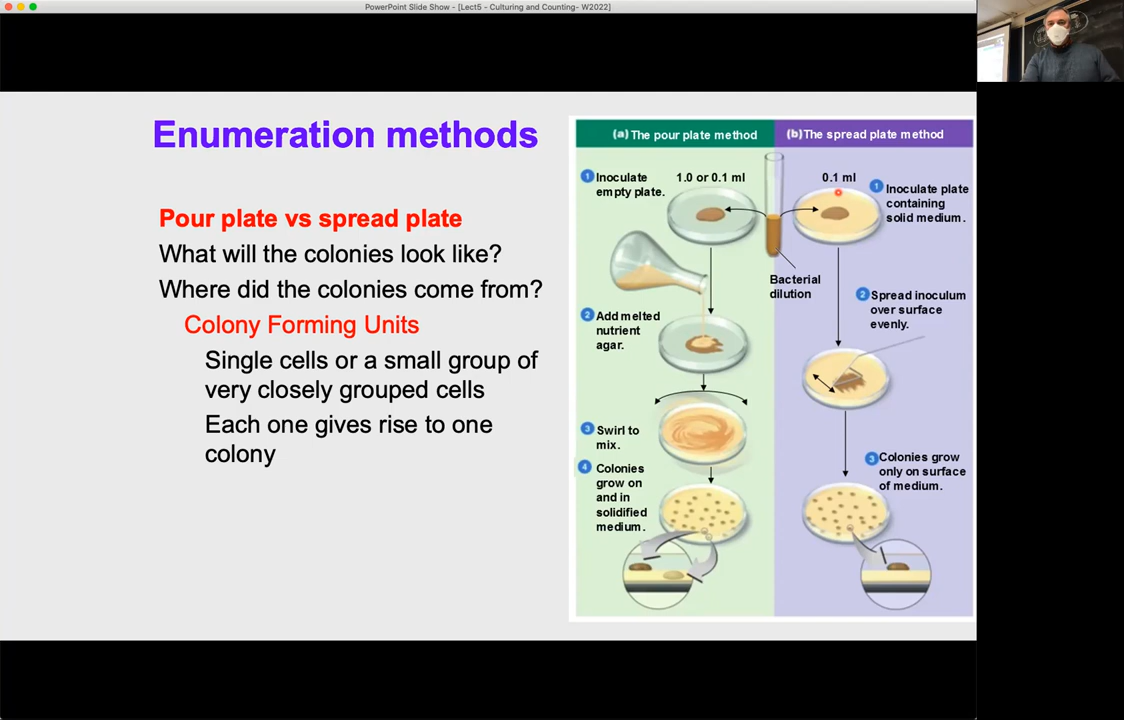 PowerPoint Slide Show - [Lect5 - Culturing and Counting- W2022]
Enumeration methods
Pour plate vs spread plate
What will the colonies look like?
Where did the colonies come from?
Colony Forming Units
Single cells or a small group of
very closely grouped cells
Each one gives rise to one
colony
(a) The pour plate method
1 Inoculate
empty plate.
1.0 or 0.1 ml
2 Add melted
nutrient
agar.
3 Swirl to
mix.
4 Colonies
grow on
and in
solidified
medium.
Bacterial
dilution
(b) The spread plate method
0.1 ml
1 Inoculate plate
containing
solid medium.
2 Spread inoculum
over surface
evenly.
3 Colonies grow
only on surface
of medium.